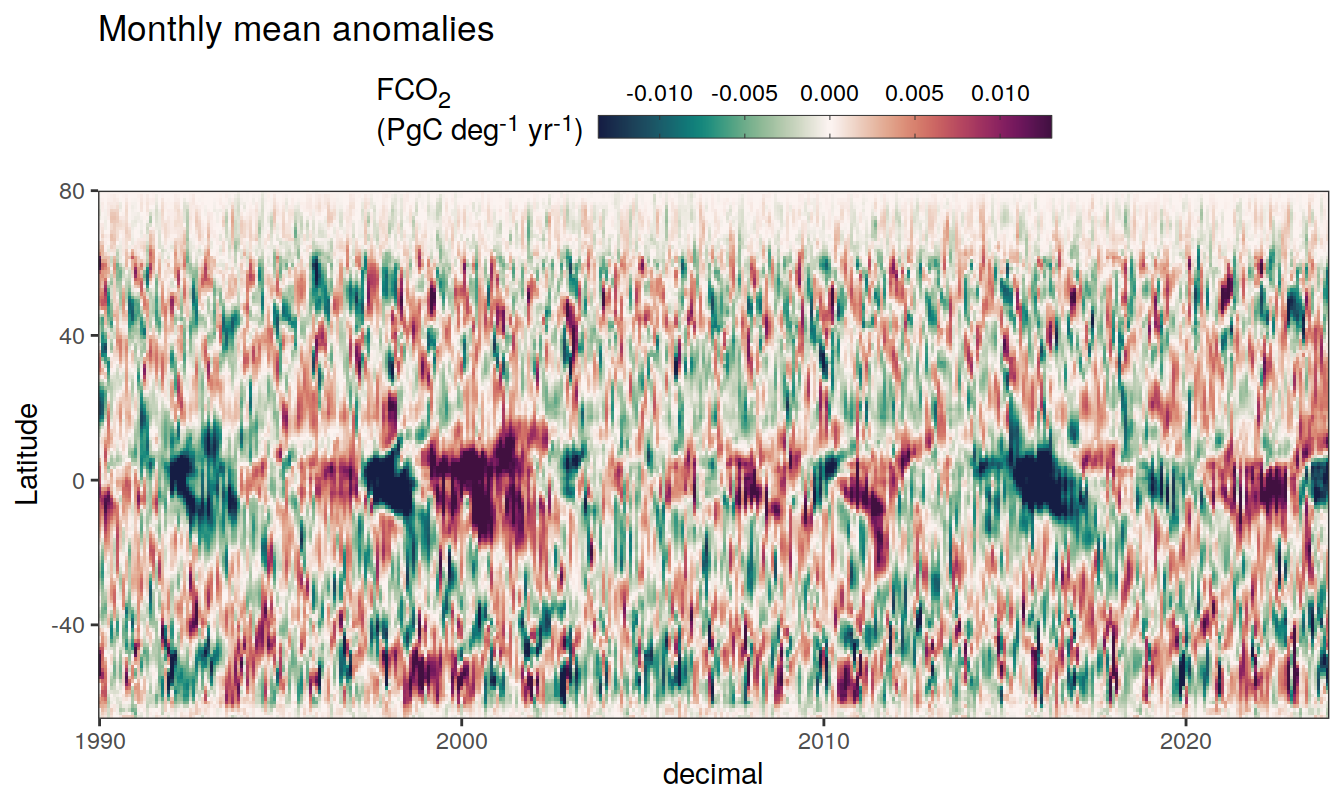 Monthly mean anomalies
FCO₂
(PgC deg⁻¹ yr⁻¹)
-0.010 -0.005 0.000 0.005 0.010
80
40
0
-40
Latitude
1990 2000 2010 2020
decimal